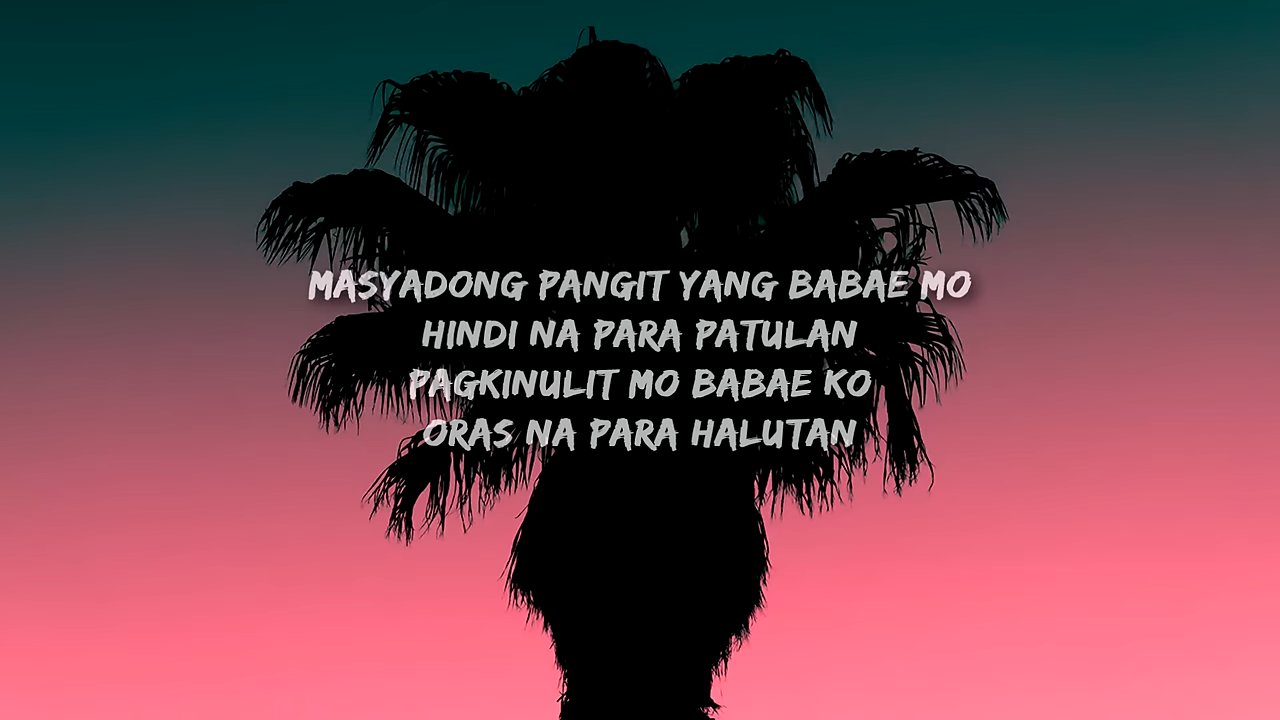 MASYADONG PANGIT YANG BABAE MO
HINDI NA PARA PATULAN
PAGKINULIT MO BABAE KO
ORAS NA PARA HALUTAN